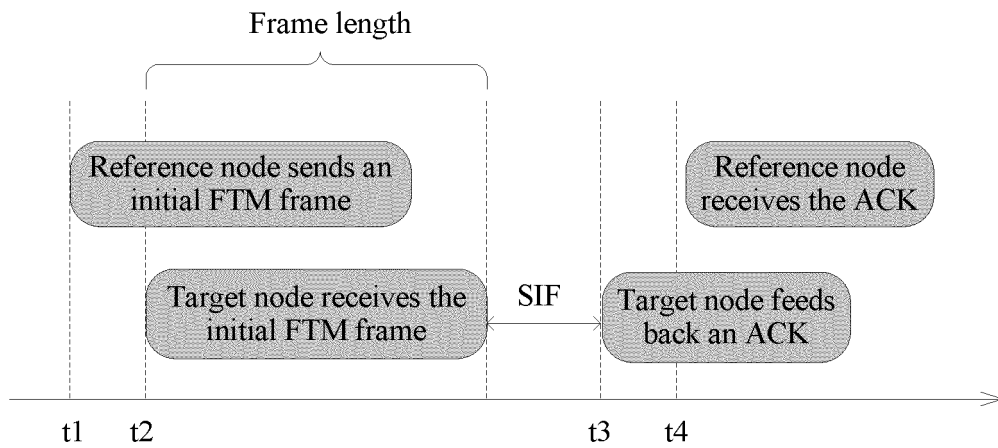 Frame length
Reference node sends an
initial FTM frame
Reference node
receives the ACK
Target node receives the
initial FTM frame
SIF
Target node feeds
back an ACK
t1
t2
t3
t4